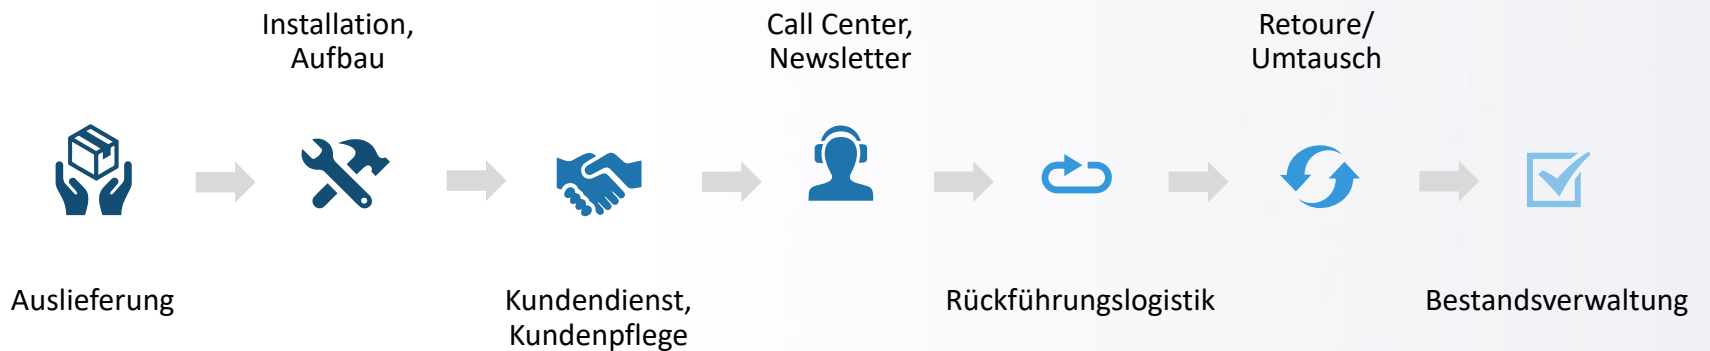 Installation,
Aufbau
Call Center,
Newsletter
Retoure/
Umtausch
Auslieferung
Kundendienst,
Kundenpflege
Rückführungslogistik
Bestandsverwaltung